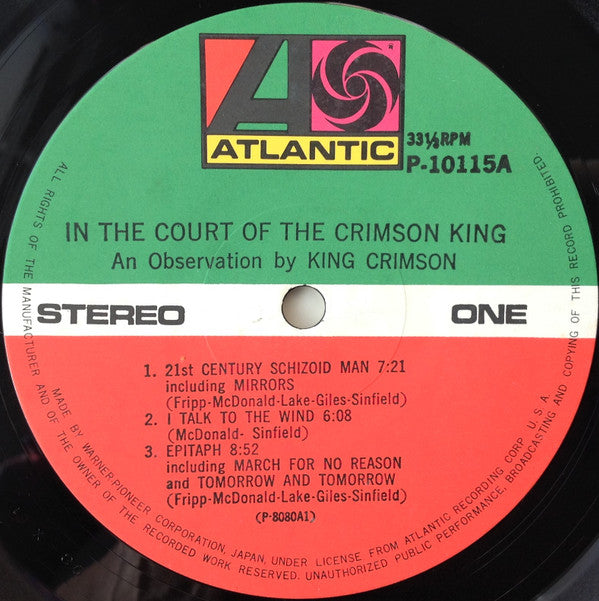 ATLANTIC
33⅓RPM
P-10115A
IN THE COURT OF THE CRIMSON KING
An Observation by KING CRIMSON
STEREO
ONE
1. 21st CENTURY SCHIZOID MAN 7:21
including MIRRORS
(Fripp-McDonald-Lake-Giles-Sinfield)
2. I TALK TO THE WIND 6:08
(McDonald- Sinfield)
3. EPITAPH 8:52
including MARCH FOR NO REASON
and TOMORROW AND TOMORROW
(Fripp-McDonald-Lake-Giles-Sinfield)
(P-8080A1)
ALL RIGHTS OF THE MANUFACTURER AND OF THE OWNER OF THE RECORDED WORK RESERVED. UNAUTHORIZED PUBLIC PERFORMANCE, BROADCASTING AND COPYING OF THIS RECORD PROHIBITED.
MADE BY WARNER-PIONEER CORPORATION, JAPAN, UNDER LICENSE FROM ATLANTIC RECORDING CORP. U.S.A.